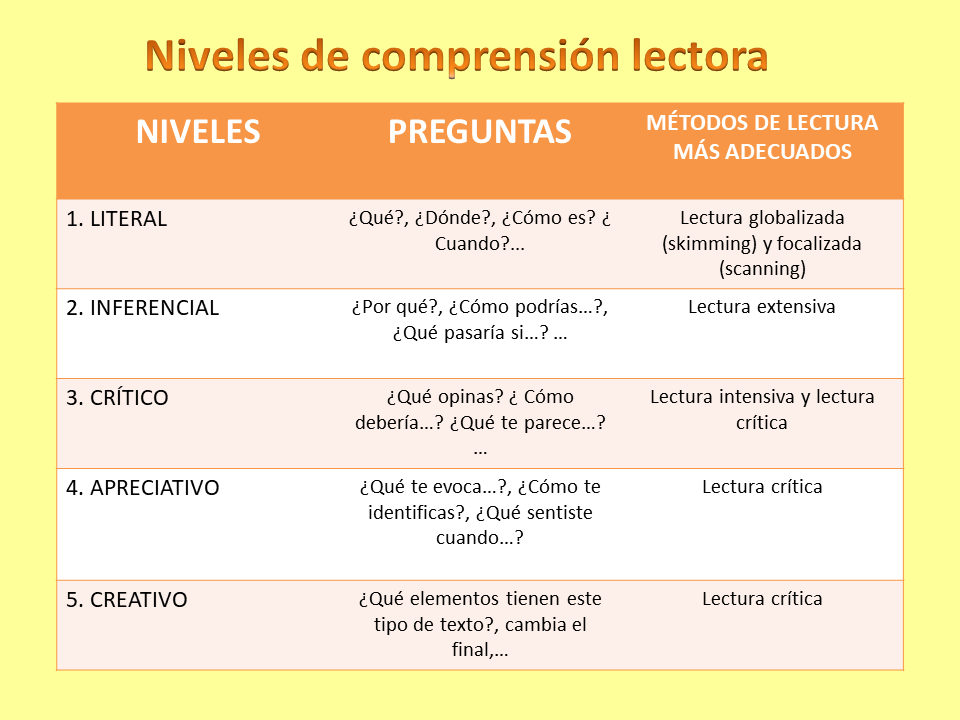 Niveles de comprensión lectora
NIVELES
PREGUNTAS
MÉTODOS DE LECTURA
MÁS ADECUADOS
1. LITERAL
¿Qué?, ¿Dónde?, ¿Cómo es? ¿
Cuando?...
Lectura globalizada
(skimming) y focalizada
(scanning)
2. INFERENCIAL
¿Por qué?, ¿Cómo podrías...?,
¿Qué pasaría si...? ...
Lectura extensiva
3. CRÍTICO
¿Qué opinas? ¿ Cómo
debería...? ¿Qué te parece...?
...
Lectura intensiva y lectura
crítica
4. APRECIATIVO
¿Qué te evoca...?, ¿Cómo te
identificas?, ¿Qué sentiste
cuando...?
Lectura crítica
5. CREATIVO
¿Qué elementos tienen este
tipo de texto?, cambia el
final,...
Lectura crítica